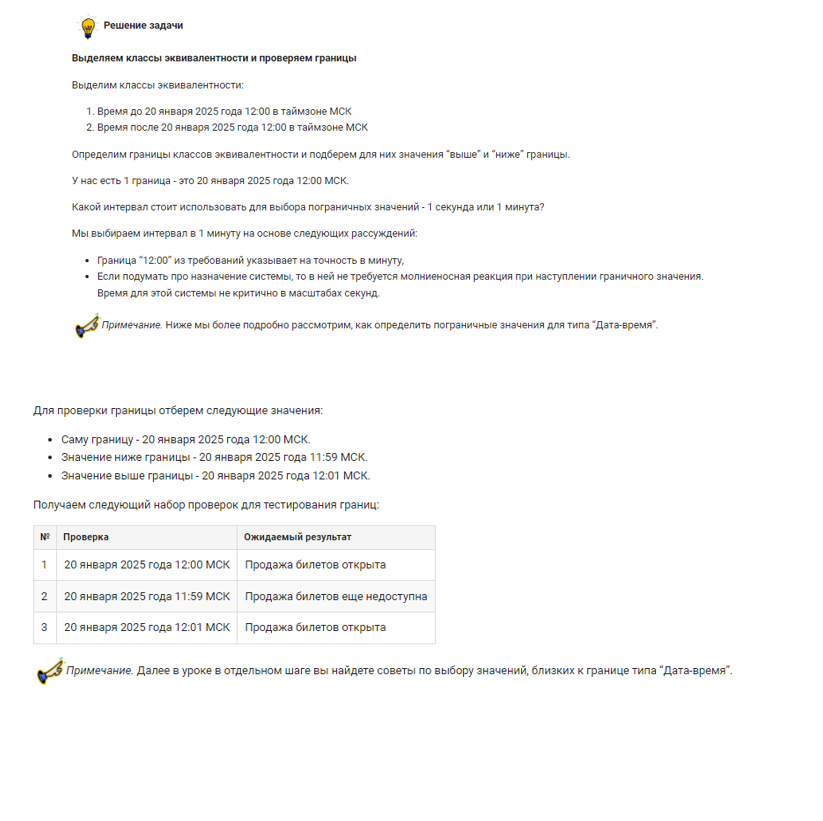 Решение задачи
Выделяем классы эквивалентности и проверяем границы
Выделим классы эквивалентности:
1. Время до 20 января 2025 года 12:00 в таймзоне МСК
2. Время после 20 января 2025 года 12:00 в таймзоне МСК
Определим границы классов эквивалентности и подберем для них значения “выше” и “ниже” границы.
У нас есть 1 граница - это 20 января 2025 года 12:00 МСК.
Какой интервал стоит использовать для выбора пограничных значений - 1 секунда или 1 минута?
Мы выбираем интервал в 1 минуту на основе следующих рассуждений:
• Граница “12:00” из требований указывает на точность в минуту,
• Если подумать про назначение системы, то в ней не требуется молниеносная реакция при наступлении граничного значения.
Время для этой системы не критично в масштабах секунд.
Примечание. Ниже мы более подробно рассмотрим, как определить пограничные значения для типа “Дата-время”.
Для проверки границы отберем следующие значения:
• Саму границу - 20 января 2025 года 12:00 МСК.
• Значение ниже границы - 20 января 2025 года 11:59 МСК.
• Значение выше границы - 20 января 2025 года 12:01 МСК.
Получаем следующий набор проверок для тестирования границ:
№ Проверка Ожидаемый результат
1 20 января 2025 года 12:00 МСК Продажа билетов открыта
2 20 января 2025 года 11:59 МСК Продажа билетов еще недоступна
3 20 января 2025 года 12:01 МСК Продажа билетов открыта
Примечание. Далее в уроке в отдельном шаге вы найдете советы по выбору значений, близких к границе типа “Дата-время”.